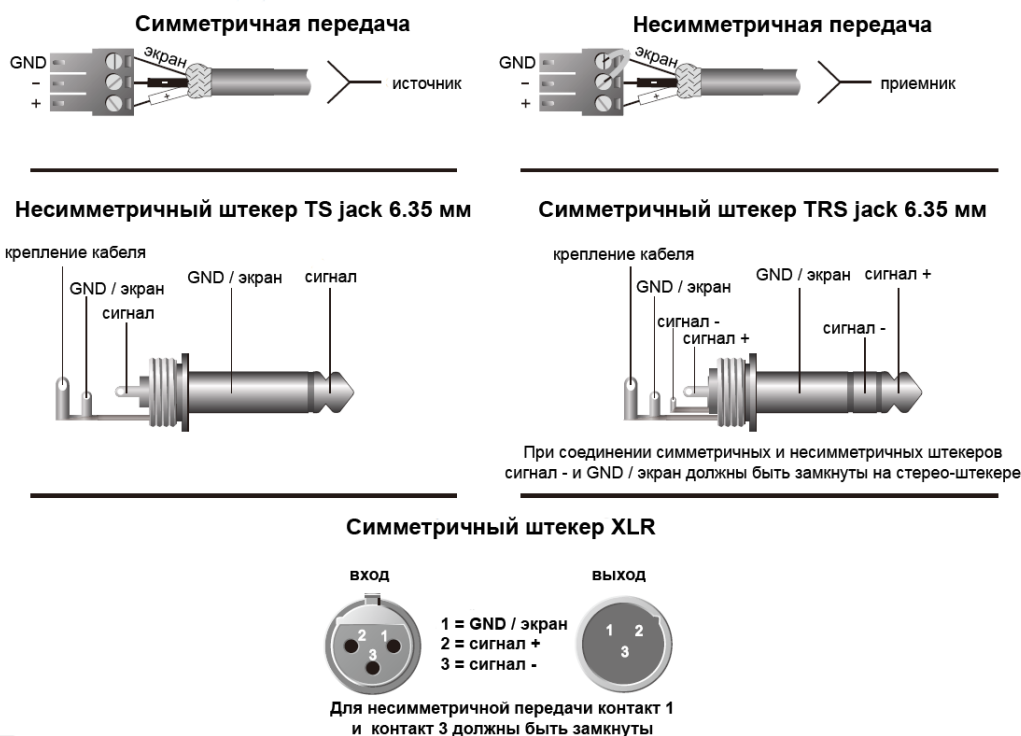 Симметричная передача
GND
экран
-
+
источник
Несимметричная передача
GND
экран
-
+
приемник
Несимметричный штекер TS jack 6.35 мм
крепление кабеля
GND / экран
сигнал
GND / экран
сигнал
Симметричный штекер TRS jack 6.35 мм
крепление кабеля
GND / экран
сигнал -
сигнал +
GND / экран
сигнал +
сигнал -
При соединении симметричных и несимметричных штекеров
сигнал - и GND / экран должны быть замкнуты на стерео-штекере
Симметричный штекер XLR
вход
2 1
3
1 = GND / экран
2 = сигнал +
3 = сигнал -
выход
1 2
3
Для несимметричной передачи контакт 1
и контакт 3 должны быть замкнуты